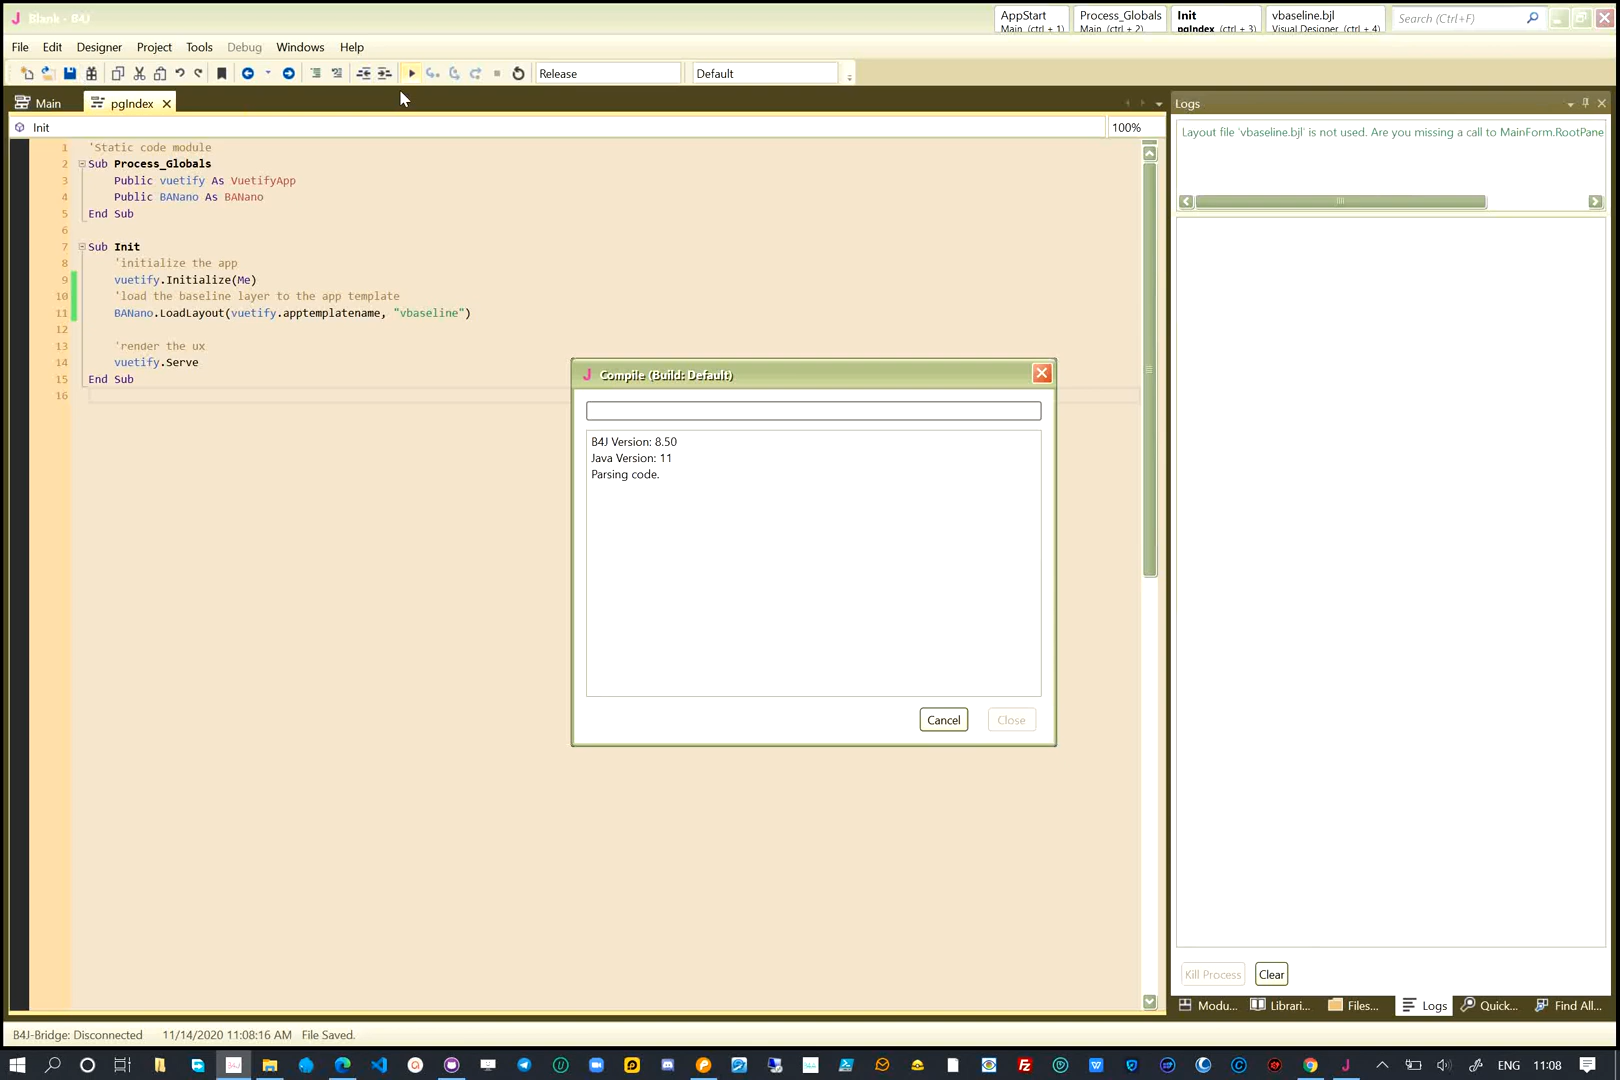 Blank - B4J
AppStart
Main (ctrl + 1)
Process_Globals
Main (ctrl + 2)
Init
pgIndex (ctrl + 3)
vbaseline.bjl
Visual Designer (ctrl + 4)
Search (Ctrl+F)
File Edit Designer Project Tools Debug Windows Help
Release
Default
Main
pgIndex
Init
100%
1 'Static code module
2 Sub Process_Globals
3 Public vuetify As VuetifyApp
4 Public BANano As BANano
5 End Sub
6
7 Sub Init
8 'initialize the app
9 vuetify.Initialize(Me)
10 'load the baseline layer to the app template
11 BANano.LoadLayout(vuetify.apptemplatename, "vbaseline")
12
13 'render the ux
14 vuetify.Serve
15 End Sub
16
J Compile (Build: Default)
B4J Version: 8.50
Java Version: 11
Parsing code.
Cancel
Close
Logs
Layout file 'vbaseline.bjl' is not used. Are you missing a call to MainForm.RootPane
Kill Process
Clear
Modu...
Librari...
Files...
Logs
Quick...
Find All...
B4J-Bridge: Disconnected
11/14/2020 11:08:16 AM
File Saved.
ENG
11:08